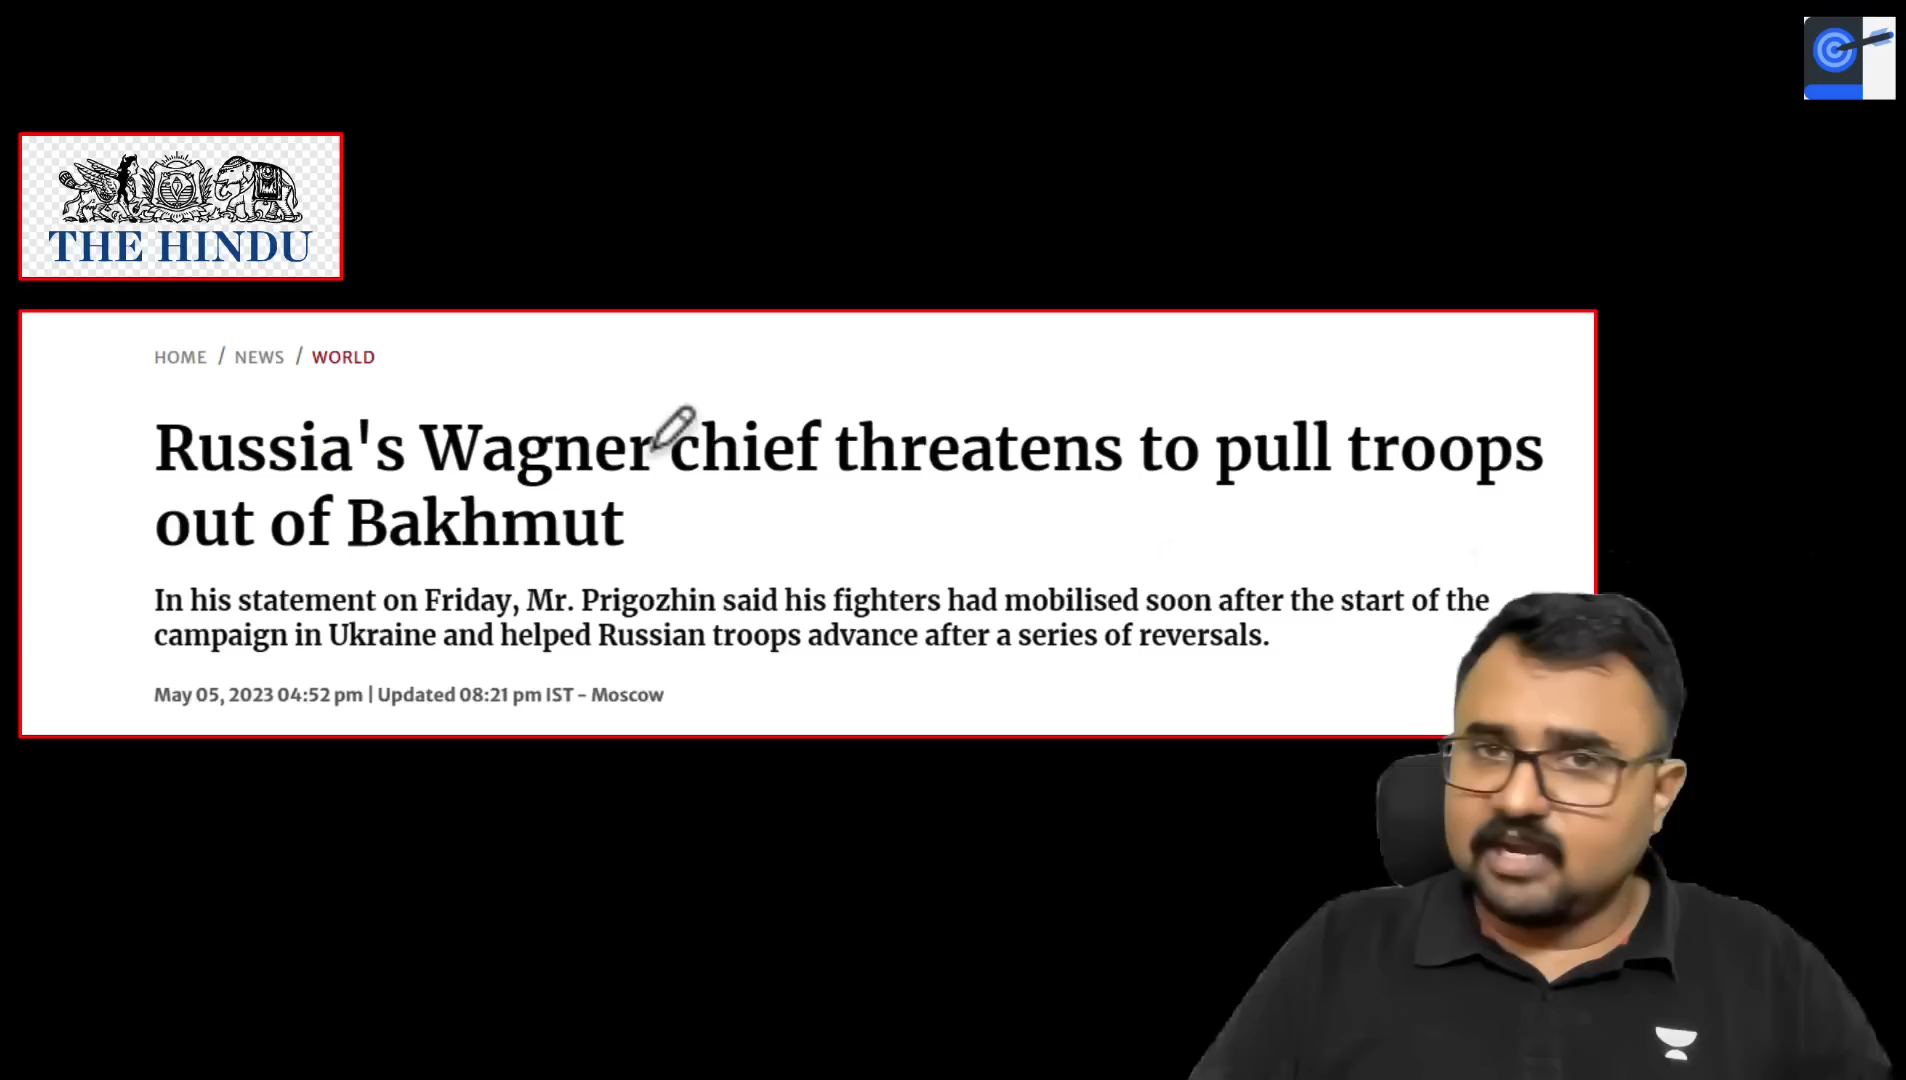 THE HINDU
HOME / NEWS / WORLD
Russia's Wagner chief threatens to pull troops
out of Bakhmut
In his statement on Friday, Mr. Prigozhin said his fighters had mobilised soon after the start of the
campaign in Ukraine and helped Russian troops advance after a series of reversals.
May 05, 2023 04:52 pm | Updated 08:21 pm IST - Moscow